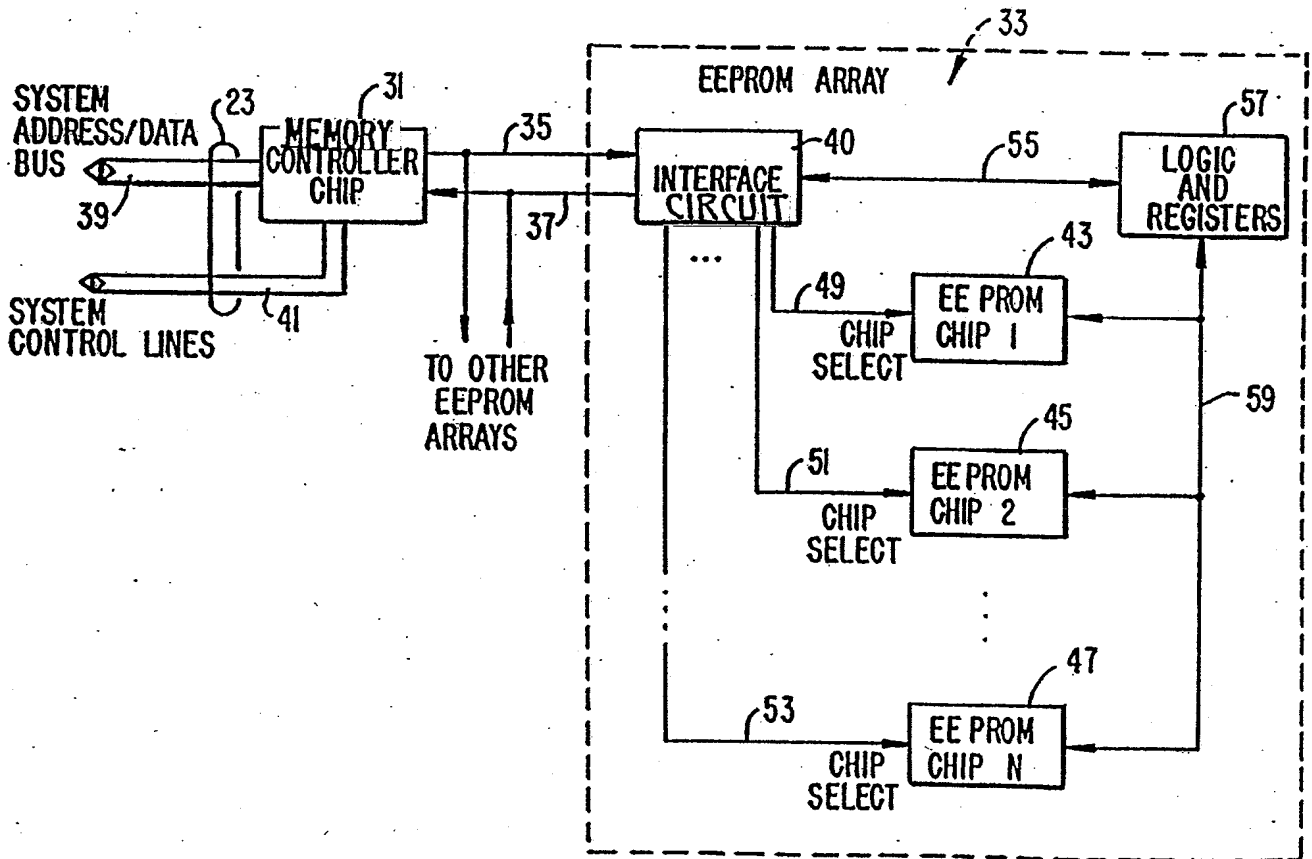 SYSTEM
ADDRESS/DATA
BUS
23
31
MEMORY
CONTROLLER
CHIP
39
41
SYSTEM
CONTROL LINES
35
37
TO OTHER
EEPROM
ARRAYS
33
EEPROM ARRAY
40
INTERFACE
CIRCUIT
...
55
57
LOGIC
AND
REGISTERS
49
CHIP
SELECT
43
EE PROM
CHIP 1
59
51
CHIP
SELECT
45
EE PROM
CHIP 2
53
CHIP
SELECT
47
EE PROM
CHIP N